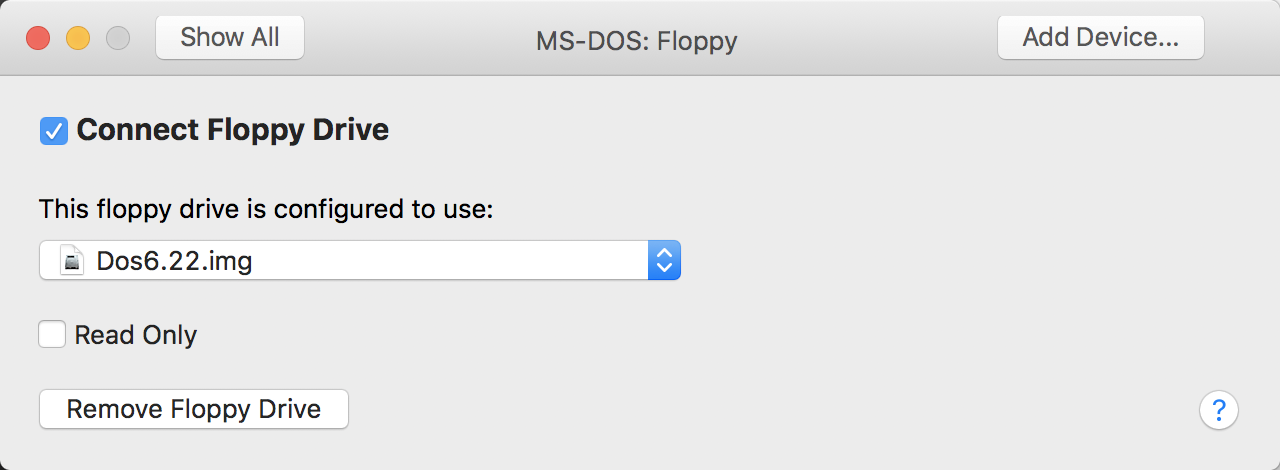 Show All
MS-DOS: Floppy
Add Device...
Connect Floppy Drive
This floppy drive is configured to use:
Dos6.22.img
Read Only
Remove Floppy Drive
?